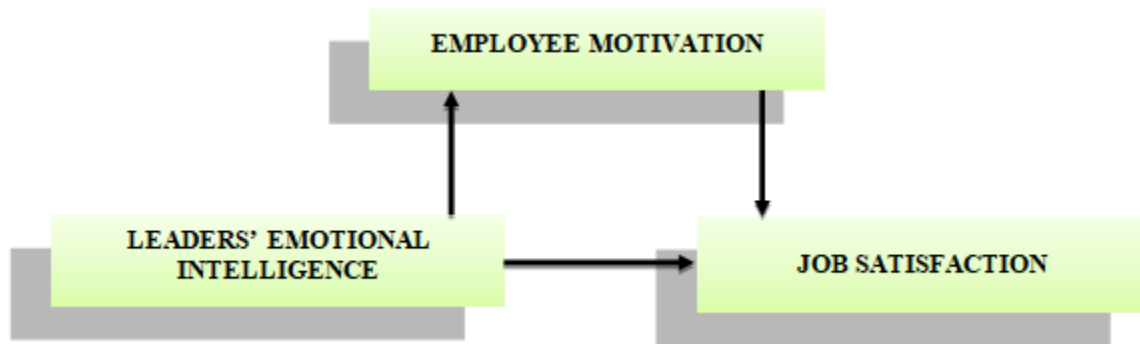 EMPLOYEE MOTIVATION
LEADERS’ EMOTIONAL
INTELLIGENCE
JOB SATISFACTION